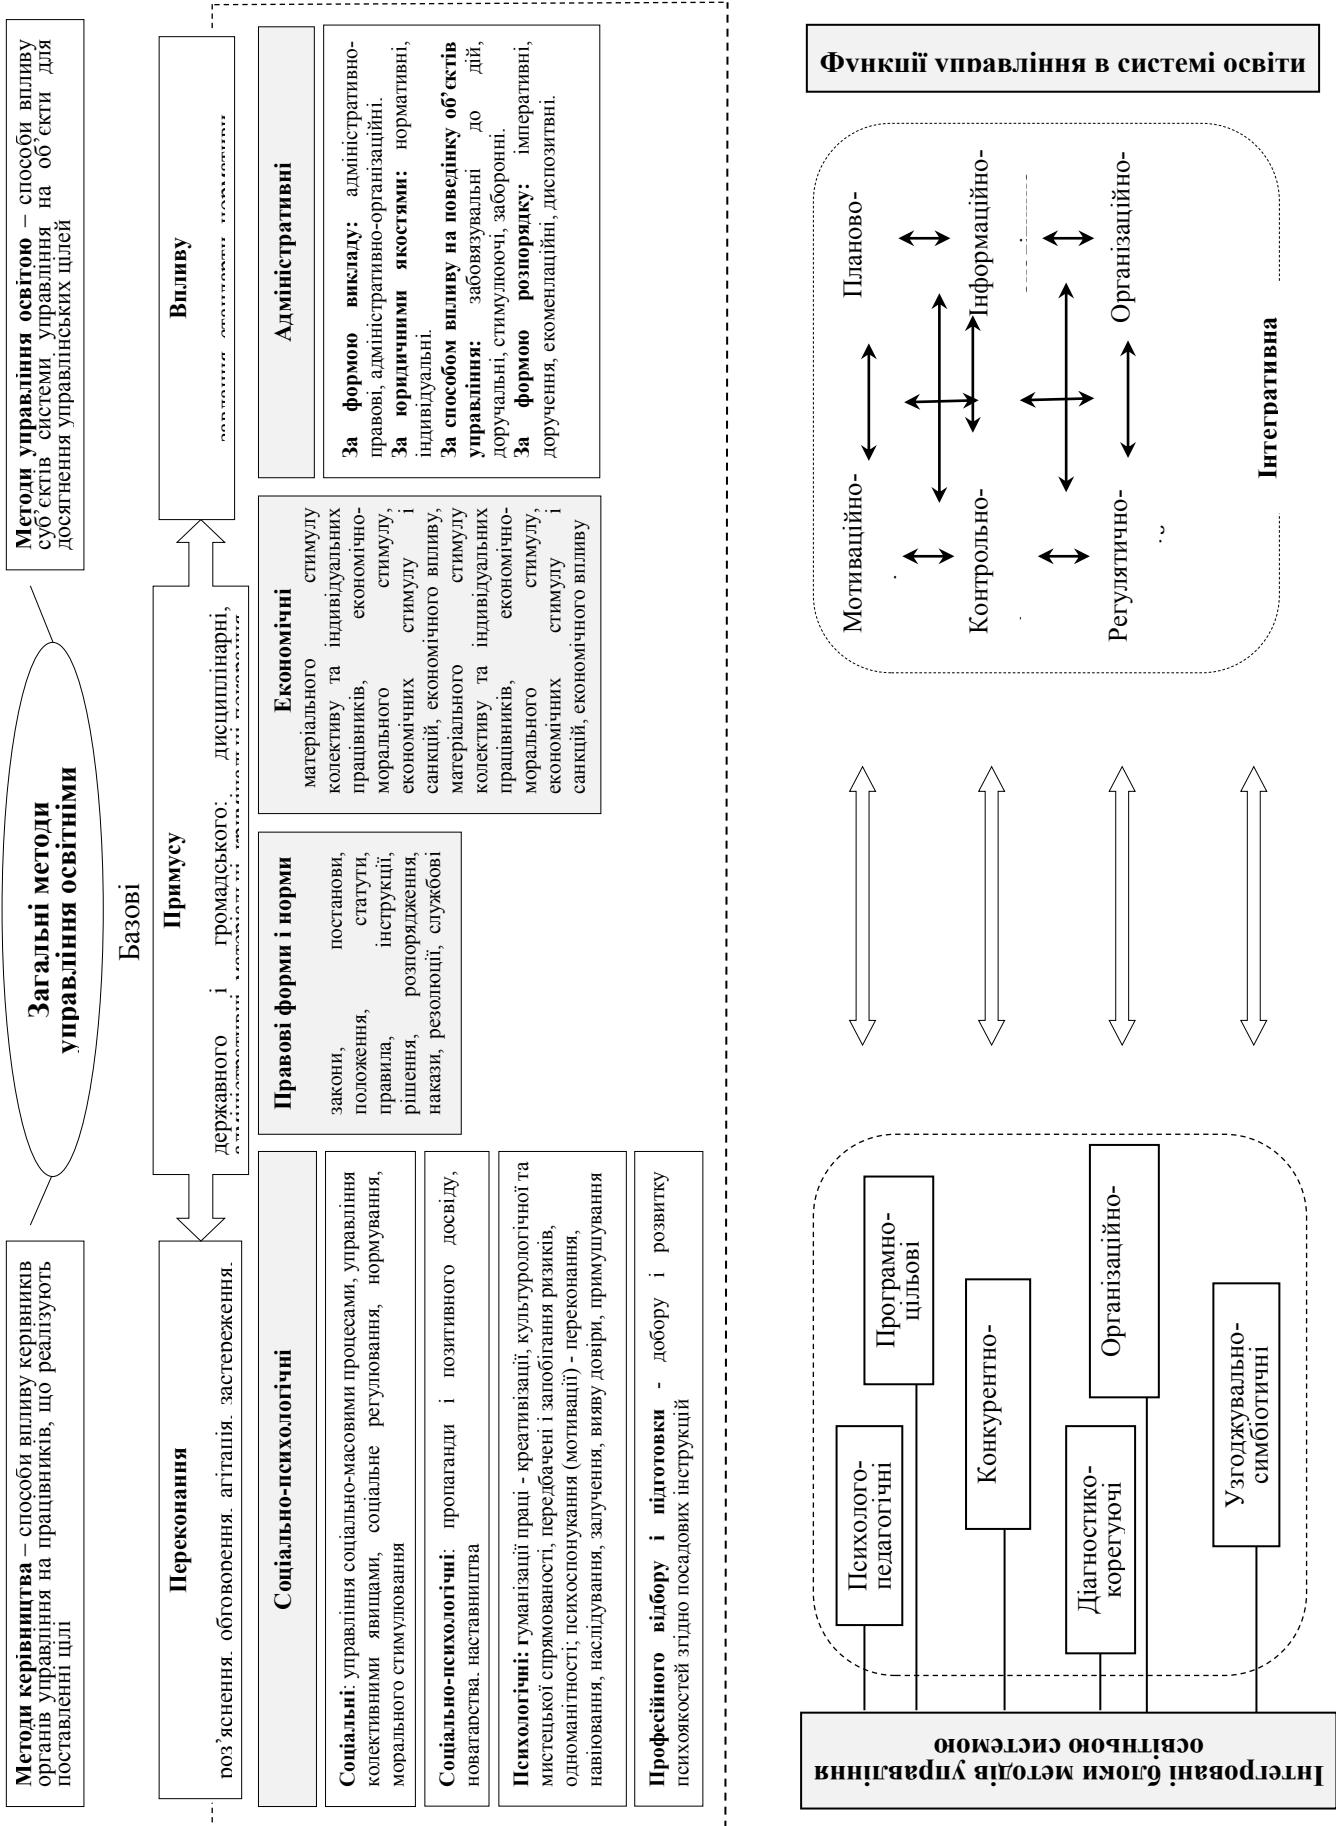 Методи керівництва – способи впливу керівників
органів управління на працівників, що реалізують
поставленні цілі
Загальні методи
управління освітніми
Методи управління освітою – способи впливу
суб’єктів системи управління на об’єкти для
досягнення управлінських цілей
Базові
Переконання
роз’яснення, обговорення, агітація, застереження,
Примусу
державного і громадського: дисциплінарні,
Впливу
Соціально-психологічні
Соціальні: управління соціально-масовими процесами, управління
колективними явищами, соціальне регулювання, нормування,
морального стимулювання
Соціально-психологічні: пропаганди і позитивного досвіду,
новатарства, наставництва
Психологічні: гуманізації праці - креативізації, культурологічної та
мистецької спрямованості, передбачені і запобігання ризиків,
одноманітності; психоспонукання (мотивації) - переконання,
навіювання, наслідування, залучення, вияву довіри, примушування
Професійного відбору і підготовки - добору і розвитку
психоякостей згідно посадових інструкцій
Правові форми і норми
закони, постанови,
положення, статути,
правила, інструкції,
рішення, розпорядження,
накази, резолюції, службові
Економічні
матеріального стимулу
колективу та індивідуальних
працівників, економічно-
морального стимулу,
економічних стимулу і
санкцій, економічного впливу,
матеріального стимулу
колективу та індивідуальних
працівників, економічно-
морального стимулу,
економічних стимулу і
санкцій, економічного впливу
Адміністративні
За формою викладу: адміністративно-
правові, адміністративно-організаційні.
За юридичними якостями: нормативні,
індивідуальні.
За способом впливу на поведінку об’єктів
управління: забовязувальні до дій,
доручальні, стимулюючі, заборонні.
За формою розпорядку: імперативні,
доручення, екоменлаційні, диспозитвні.
Інтегровані блоки методів управління
освітньою системою
Психолого-
педагогічні
Програмно-
цільові
Конкурентно-
Діагностико-
корегуючі
Організаційно-
Узгоджувально-
симбіотичні
Функції управління в системі освіти
Мотиваційно-
Планово-
Контрольно-
Інформаційно-
Регулятично-
Організаційно-
Інтегративна